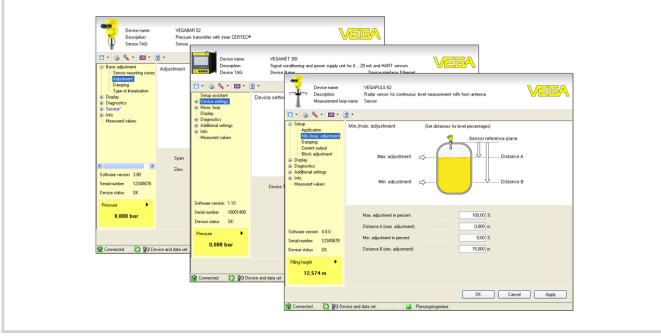 Device name: VEGABAR 52
Description: Pressure transmitter with inner CERTEC®
Sensor TAG: Sensor
VEGA
Basic adjustment
Sensor mounting correc
Adjustment
Damping
Type of linearization
Display
Diagnostics
Service
Info
Measured values
Adjustment
Span
Zero
Software version 3.80
Serial number 12345678
Device status OK
Pressure
0,000 bar
Connected
Device and data set
Device name: VEGAMET 391
Description: Signal conditioning and power supply unit for 4 ... 20 mA and HART sensors
Device TAG: Device Name Device interface: Ethernet
VEGA
Setup assistant
Device settings
Meas. loop
Display
Diagnostics
Additional settings
Info
Measured values
Device settin
Device T
Software version 1.10
Serial number 10001400
Device status OK
Pressure
0,000 bar
Connected
Device and data set
Device name: VEGAPULS 62
Description: Radar sensor for continuous level measurement with horn antenna
Measurement loop name: Sensor
VEGA
Setup
Application
Min./max. adjustment
Damping
Current output
Block adjustment
Display
Diagnostics
Additional settings
Info
Measured values
Min./max. adjustment (Set distances for level percentages)
Sensor reference plane
Max. adjustment
Distance A
Min. adjustment
Distance B
Max. adjustment in percent 100,00 %
Distance A (max. adjustment) 0,000 m
Min. adjustment in percent 0,00 %
Distance B (min. adjustment) 15,000 m
Software version 4.0.0
Serial number 12345678
Device status OK
Filling height
12,574 m
OK Cancel Apply
Connected
Device and data set
Planungsingenieur